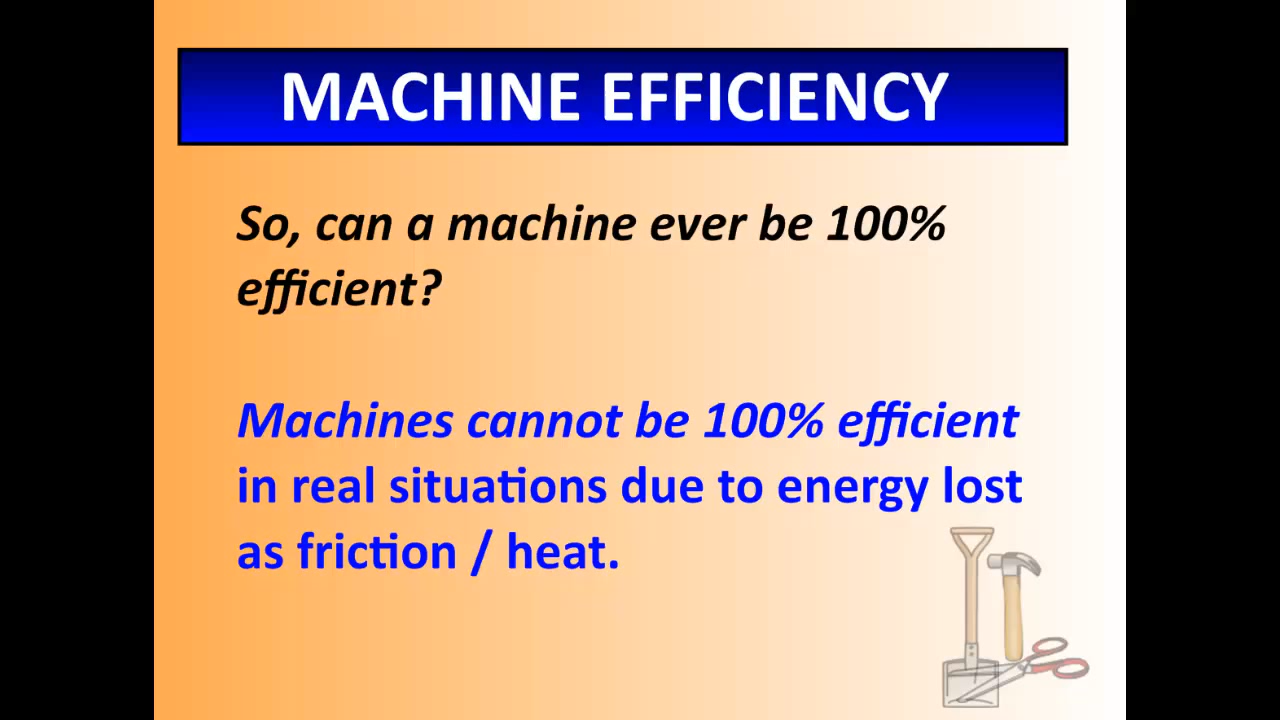 MACHINE EFFICIENCY
So, can a machine ever be 100%
efficient?
Machines cannot be 100% efficient
in real situations due to energy lost
as friction / heat.